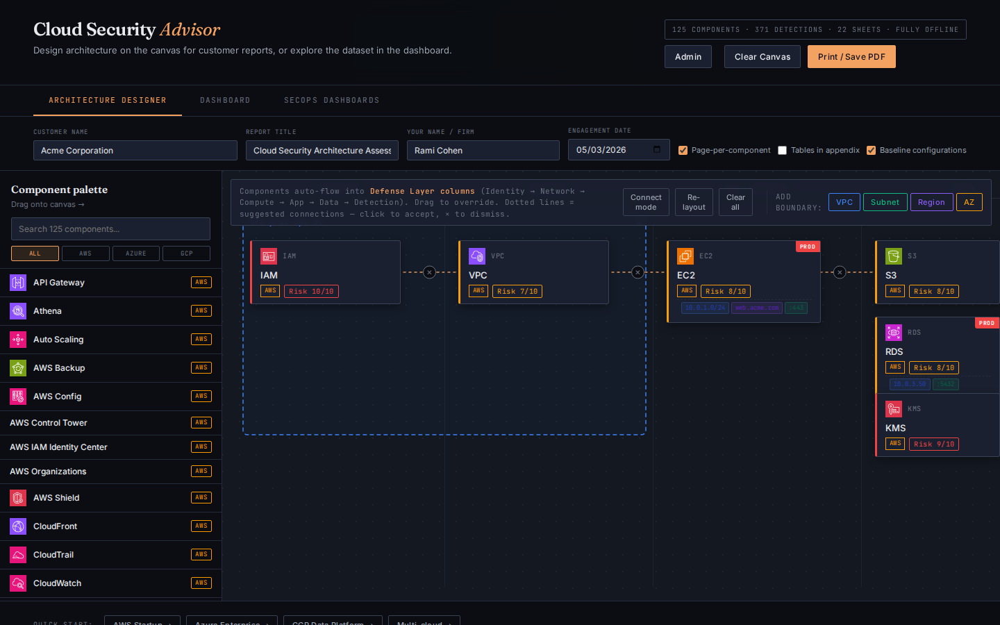 Cloud Security Advisor
Design architecture on the canvas for customer reports, or explore the dataset in the dashboard.
125 COMPONENTS · 371 DETECTIONS · 22 SHEETS · FULLY OFFLINE
Admin
Clear Canvas
Print / Save PDF
ARCHITECTURE DESIGNER
DASHBOARD
SECOPS DASHBOARDS
CUSTOMER NAME
Acme Corporation
REPORT TITLE
Cloud Security Architecture Assess
YOUR NAME / FIRM
Rami Cohen
ENGAGEMENT DATE
05/03/2026
Page-per-component
Tables in appendix
Baseline configurations
Component palette
Drag onto canvas →
Search 125 components...
ALL
AWS
AZURE
GCP
API Gateway AWS
Athena AWS
Auto Scaling AWS
AWS Backup AWS
AWS Config AWS
AWS Control Tower AWS
AWS IAM Identity Center AWS
AWS Organizations AWS
AWS Shield AWS
CloudFront AWS
CloudTrail AWS
CloudWatch AWS
Components auto-flow into Defense Layer columns (Identity → Network →
Compute → App → Data → Detection). Drag to override. Dotted lines =
suggested connections — click to accept, × to dismiss.
Connect
mode
Re-
layout
Clear
all
ADD
BOUNDARY:
VPC
Subnet
Region
AZ
IAM
IAM
AWS Risk 10/10
VPC
VPC
AWS Risk 7/10
PROD
EC2
EC2
AWS Risk 8/10
10.0.1.0/24 web.acme.com :443
S3
S3
AWS Risk 8/10
PROD
RDS
RDS
AWS Risk 8/10
10.0.3.50 :5432
KMS
KMS
AWS Risk 9/10
QUICK START:
AWS Startup →
Azure Enterprise →
GCP Data Platform →
Multi-cloud →